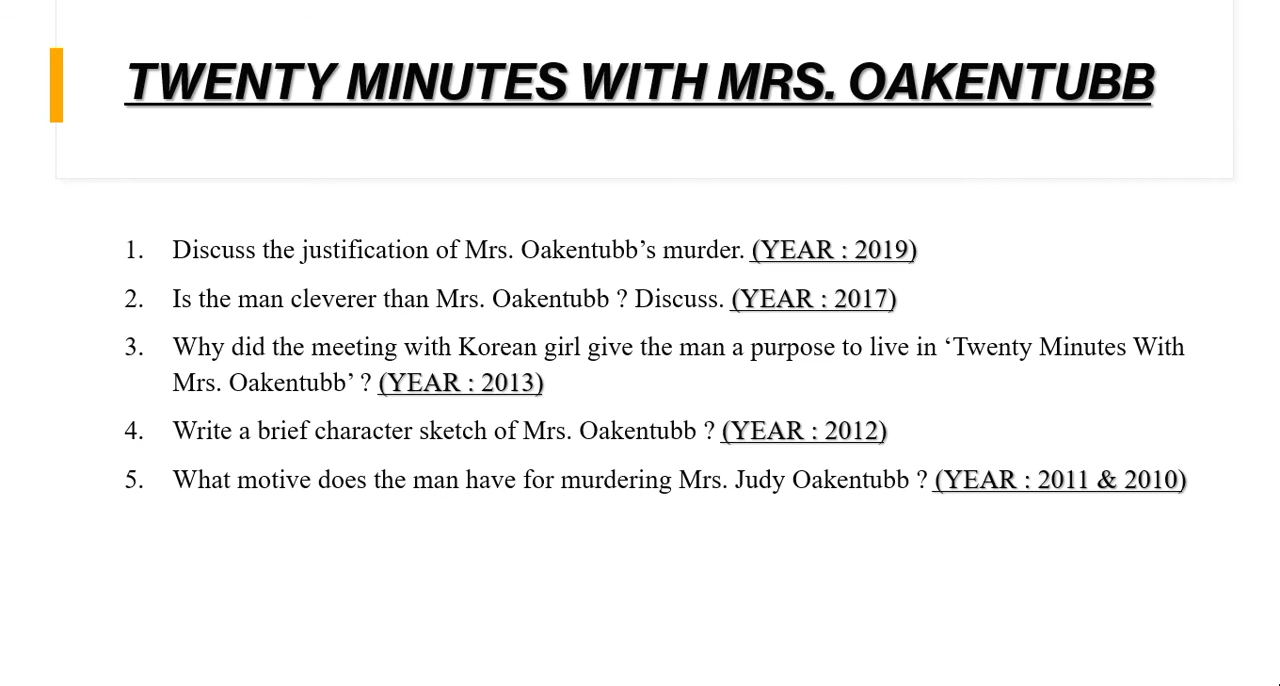 TWENTY MINUTES WITH MRS. OAKENTUBB
1. Discuss the justification of Mrs. Oakentubb’s murder. (YEAR : 2019)
2. Is the man cleverer than Mrs. Oakentubb ? Discuss. (YEAR : 2017)
3. Why did the meeting with Korean girl give the man a purpose to live in ‘Twenty Minutes With
Mrs. Oakentubb’ ? (YEAR : 2013)
4. Write a brief character sketch of Mrs. Oakentubb ? (YEAR : 2012)
5. What motive does the man have for murdering Mrs. Judy Oakentubb ? (YEAR : 2011 & 2010)